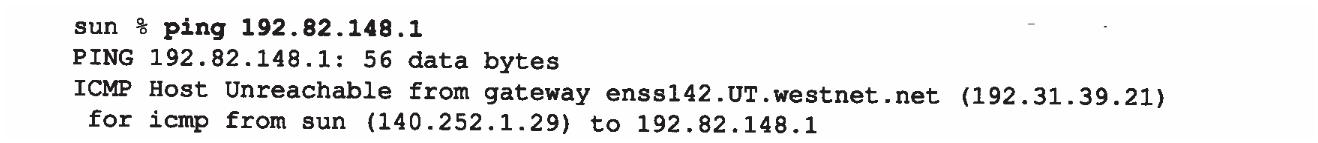 sun % ping 192.82.148.1
PING 192.82.148.1: 56 data bytes
ICMP Host Unreachable from gateway enss142.UT.westnet.net (192.31.39.21)
for icmp from sun (140.252.1.29) to 192.82.148.1